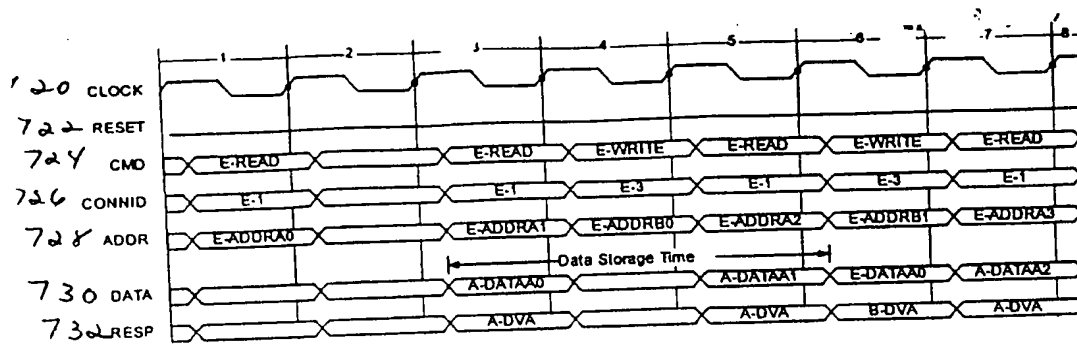 1 2 3 4 5 6 7 8
720 CLOCK
722 RESET
724 CMD E-READ E-READ E-WRITE E-READ E-WRITE E-READ
726 CONNID E-1 E-1 E-3 E-1 E-3 E-1
728 ADDR E-ADDRA0 E-ADDRA1 E-ADDRB0 E-ADDRA2 E-ADDRB1 E-ADDRA3
Data Storage Time
730 DATA A-DATAA0 A-DATAA1 E-DATAA0 A-DATAA2
732 RESP A-DVA A-DVA B-DVA A-DVA